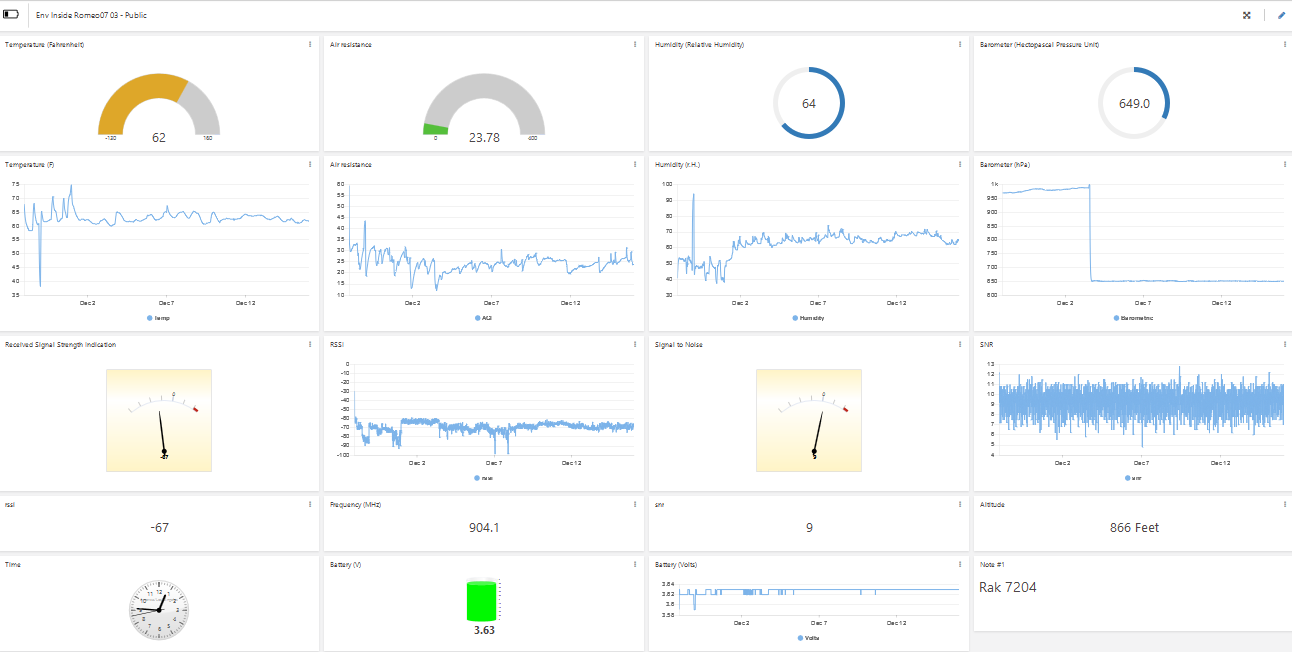 Env Inside Romeo07 03 - Public
Temperature (Fahrenheit)
Air resistance
Humidity (Relative Humidity)
Barometer (Hectopascal Pressure Unit)
-120 62 160
0 23.78 400
64
649.0
Temperature (F)
75
70
65
60
55
50
45
40
35
Dec 2 Dec 7 Dec 12
Temp
Air resistance
60
55
50
45
40
35
30
25
20
15
10
Dec 2 Dec 7 Dec 12
Humidity (r.H.)
100
90
80
70
60
50
40
30
Dec 2 Dec 7 Dec 12
Humidity
Barometer (hPa)
1k
950
900
850
800
750
700
650
600
Dec 2 Dec 7 Dec 12
Barometric
Received Signal Strength Indication
0
-67
RSSI
0
-10
-20
-30
-40
-50
-60
-70
-80
-90
-100
Dec 2 Dec 7 Dec 12
Signal to Noise
0
9
SNR
13
12
11
10
9
8
7
6
5
4
Dec 2 Dec 7 Dec 12
snr
rssi
-67
Frequency (MHz)
904.1
snr
9
Altitude
866 Feet
Time
12
1
2
3
4
5
6
7
8
9
10
11
Battery (V)
3.63
Battery (Volts)
3.64
3.62
3.6
3.58
Dec 2 Dec 7 Dec 12
Volts
Note #1
Rak 7204